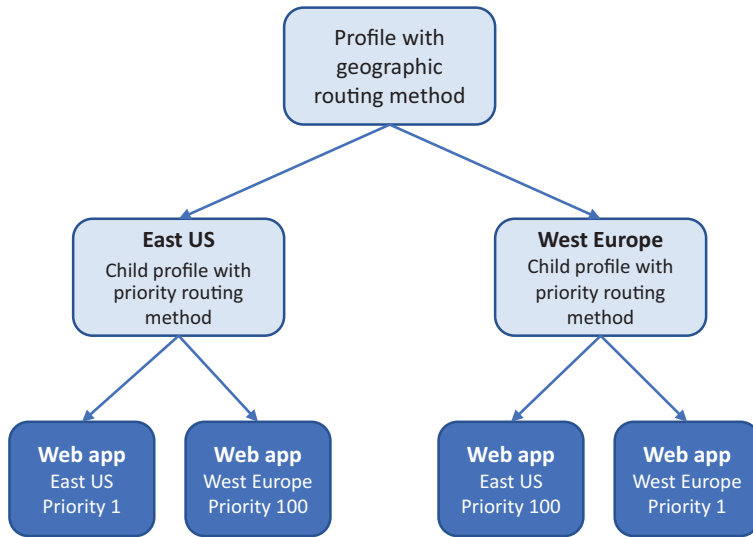 Profile with
geographic
routing method
East US
Child profile with
priority routing
method
West Europe
Child profile with
priority routing
method
Web app
East US
Priority 1
Web app
West Europe
Priority 100
Web app
East US
Priority 100
Web app
West Europe
Priority 1